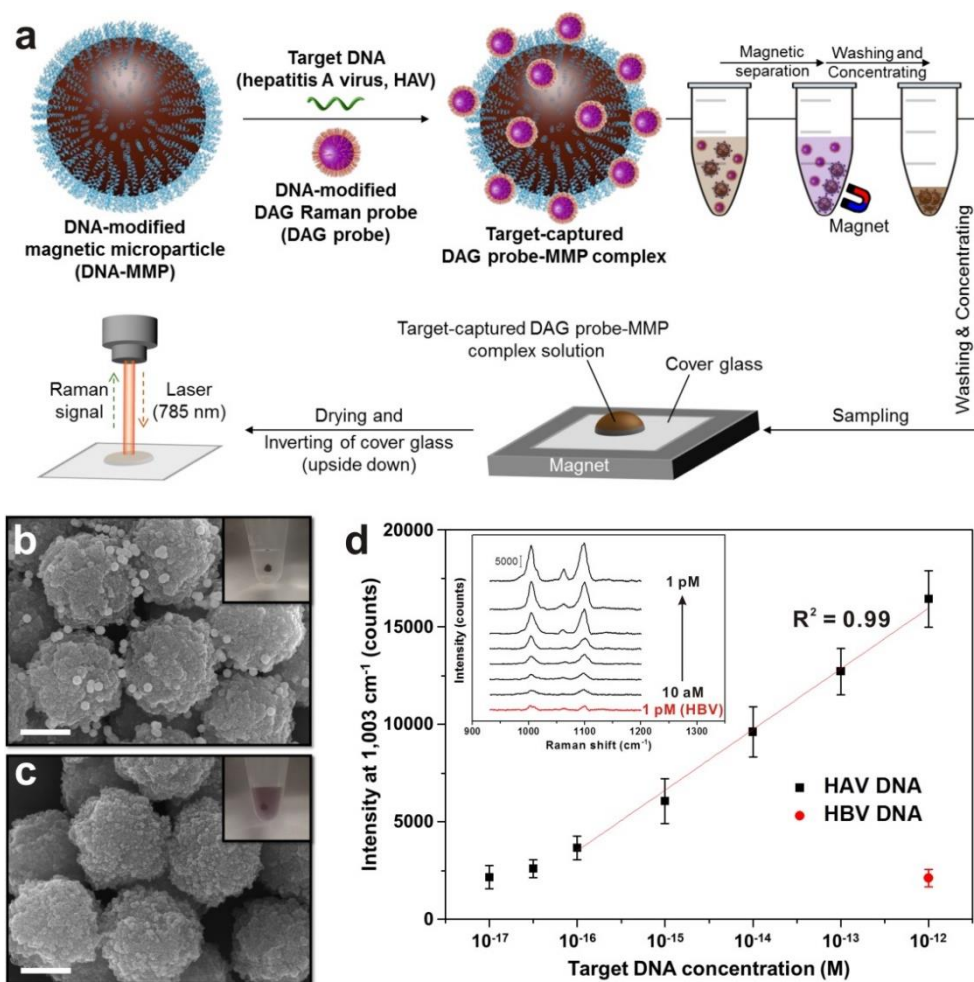 a
Target DNA
(hepatitis A virus, HAV)
DNA-modified
DAG Raman probe
(DAG probe)
DNA-modified
magnetic microparticle
(DNA-MMP)
Target-captured
DAG probe-MMP complex
Magnetic
separation
Washing and
Concentrating
Magnet
Washing & Concentrating
Sampling
Target-captured DAG probe-MMP
complex solution
Cover glass
Magnet
Drying and
Inverting of cover glass
(upside down)
Raman
signal
Laser
(785 nm)
b
c
d
Intensity at 1,003 cm⁻¹ (counts)
20000
15000
10000
5000
0
10⁻¹⁷
10⁻¹⁶
10⁻¹⁵
10⁻¹⁴
10⁻¹³
10⁻¹²
Target DNA concentration (M)
R² = 0.99
HAV DNA
HBV DNA
Intensity (counts)
5000
1 pM
10 aM
1 pM (HBV)
900
1000
1100
1200
1300
Raman shift (cm⁻¹)